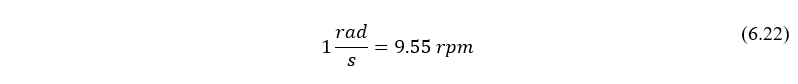 1 rad/s = 9.55 rpm (6.22)